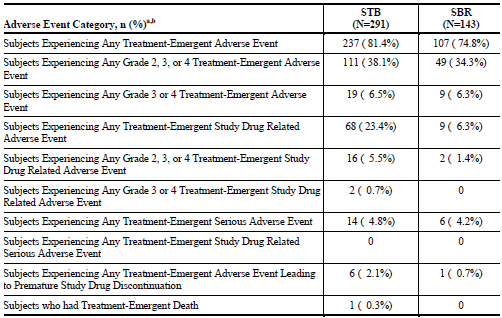 Adverse Event Category, n (%)a,b
STB
(N=291)
SBR
(N=143)
Subjects Experiencing Any Treatment-Emergent Adverse Event 237 ( 81.4%) 107 ( 74.8%)
Subjects Experiencing Any Grade 2, 3, or 4 Treatment-Emergent Adverse 111 ( 38.1%) 49 ( 34.3%)
Event
Subjects Experiencing Any Grade 3 or 4 Treatment-Emergent Adverse 19 ( 6.5%) 9 ( 6.3%)
Event
Subjects Experiencing Any Treatment-Emergent Study Drug Related 68 ( 23.4%) 9 ( 6.3%)
Adverse Event
Subjects Experiencing Any Grade 2, 3, or 4 Treatment-Emergent Study 16 ( 5.5%) 2 ( 1.4%)
Drug Related Adverse Event
Subjects Experiencing Any Grade 3 or 4 Treatment-Emergent Study Drug 2 ( 0.7%) 0
Related Adverse Event
Subjects Experiencing Any Treatment-Emergent Serious Adverse Event 14 ( 4.8%) 6 ( 4.2%)
Subjects Experiencing Any Treatment-Emergent Study Drug Related 0 0
Serious Adverse Event
Subjects Experiencing Any Treatment-Emergent Adverse Event Leading 6 ( 2.1%) 1 ( 0.7%)
to Premature Study Drug Discontinuation
Subjects who had Treatment-Emergent Death 1 ( 0.3%) 0